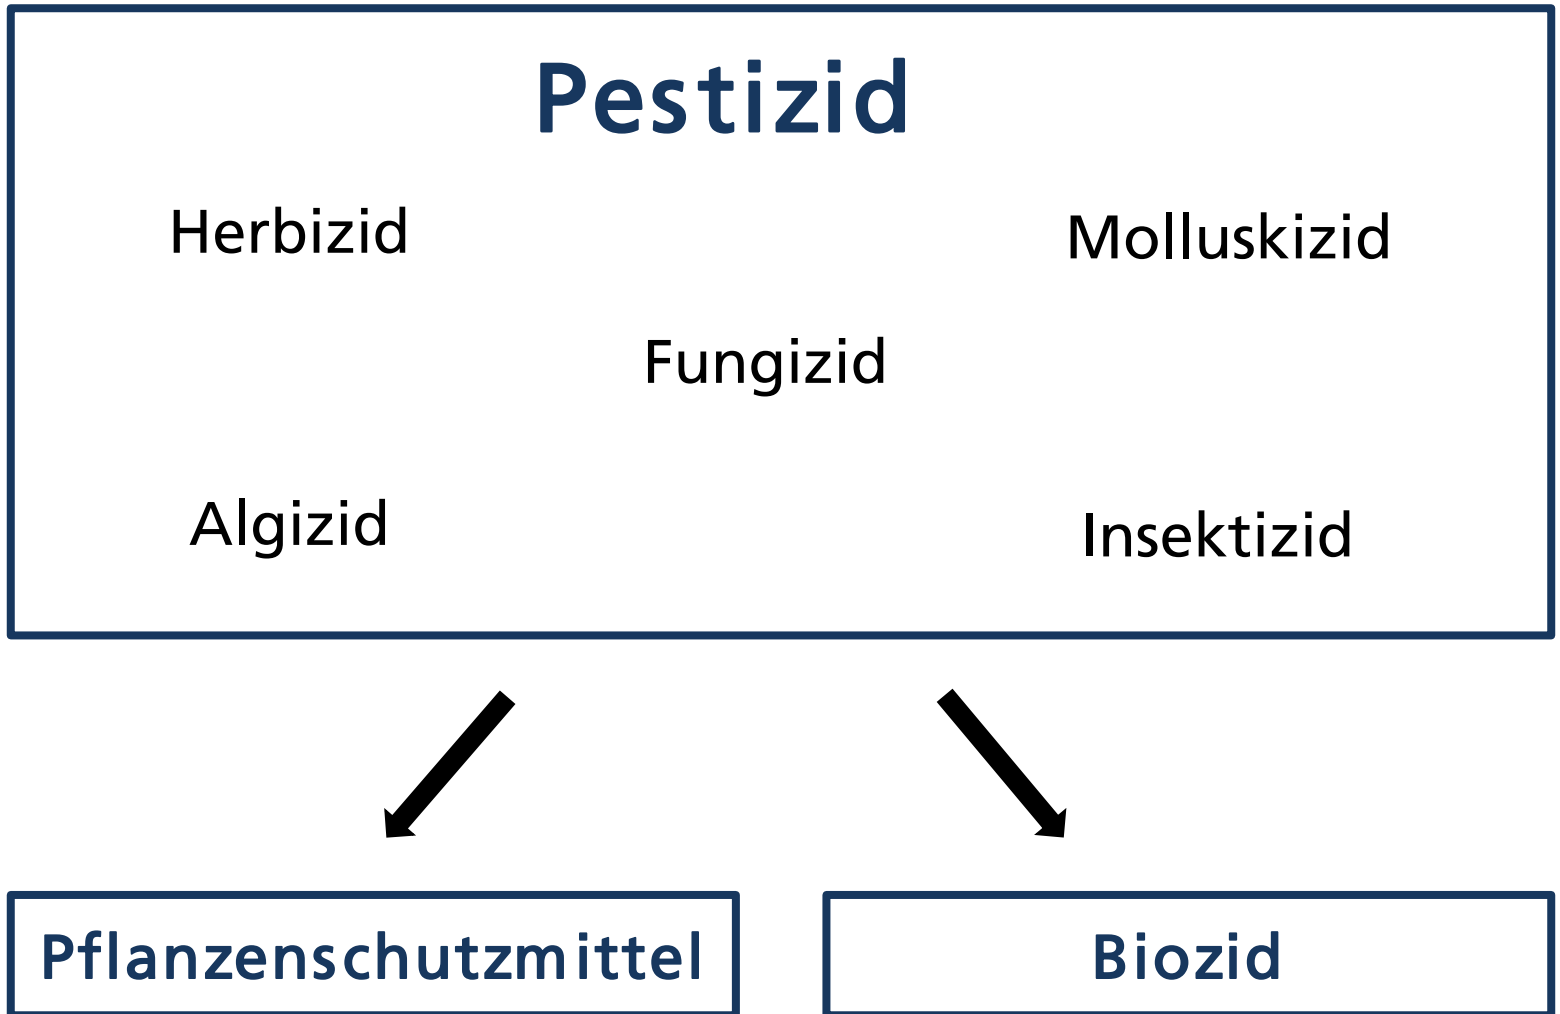 Pestizid
Herbizid
Molluskizid
Fungizid
Algizid
Insektizid
Pflanzenschutzmittel
Biozid